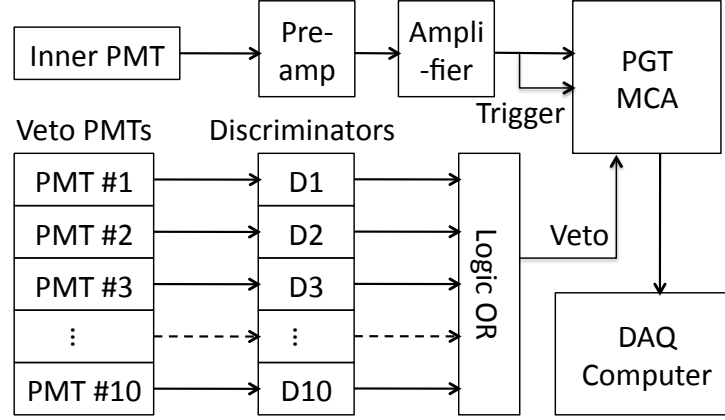 Inner PMT
Pre-
amp
Ampli
-fier
PGT
MCA
Trigger
Veto PMTs
Discriminators
PMT #1
D1
PMT #2
D2
PMT #3
D3
⋮
⋮
PMT #10
D10
Logic OR
Veto
DAQ
Computer